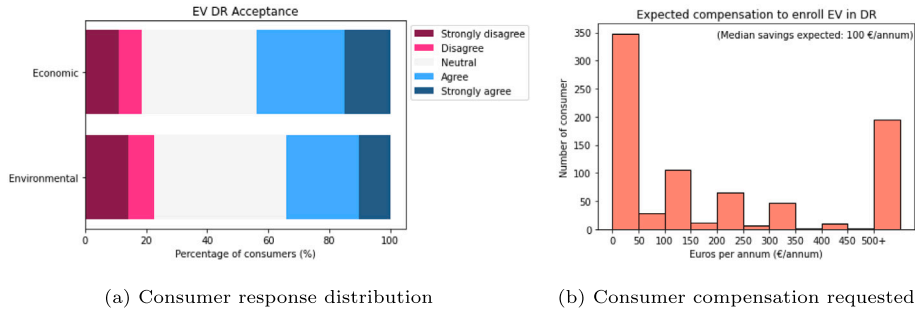 EV DR Acceptance
Economic
Environmental
0 20 40 60 80 100
Percentage of consumers (%)
Strongly disagree
Disagree
Neutral
Agree
Strongly agree
(a) Consumer response distribution
Expected compensation to enroll EV in DR
(Median savings expected: 100 €/annum)
Number of consumer
350
300
250
200
150
100
50
0
0 50 100 150 200 250 300 350 400 450 500+
Euros per annum (€/annum)
(b) Consumer compensation requested